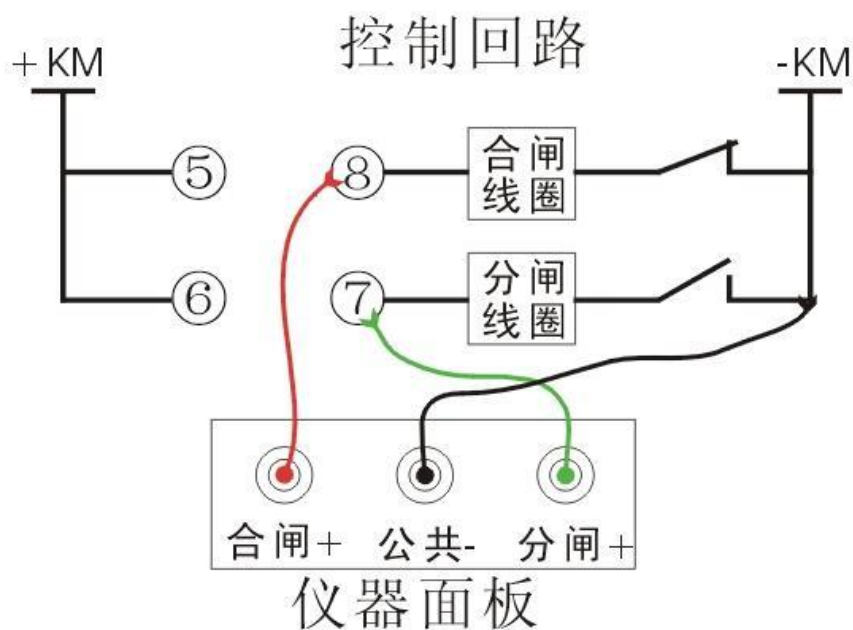 控制回路
+KM
-KM
⑤
⑧
合闸
线圈
⑥
⑦
分闸
线圈
合闸+
公共-
分闸+
仪器面板